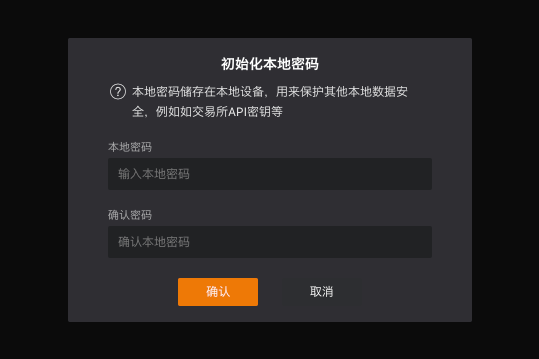 初始化本地密码
? 本地密码储存在本地设备，用来保护其他本地数据安
全，例如如交易所API密钥等
本地密码
输入本地密码
确认密码
确认本地密码
确认 取消